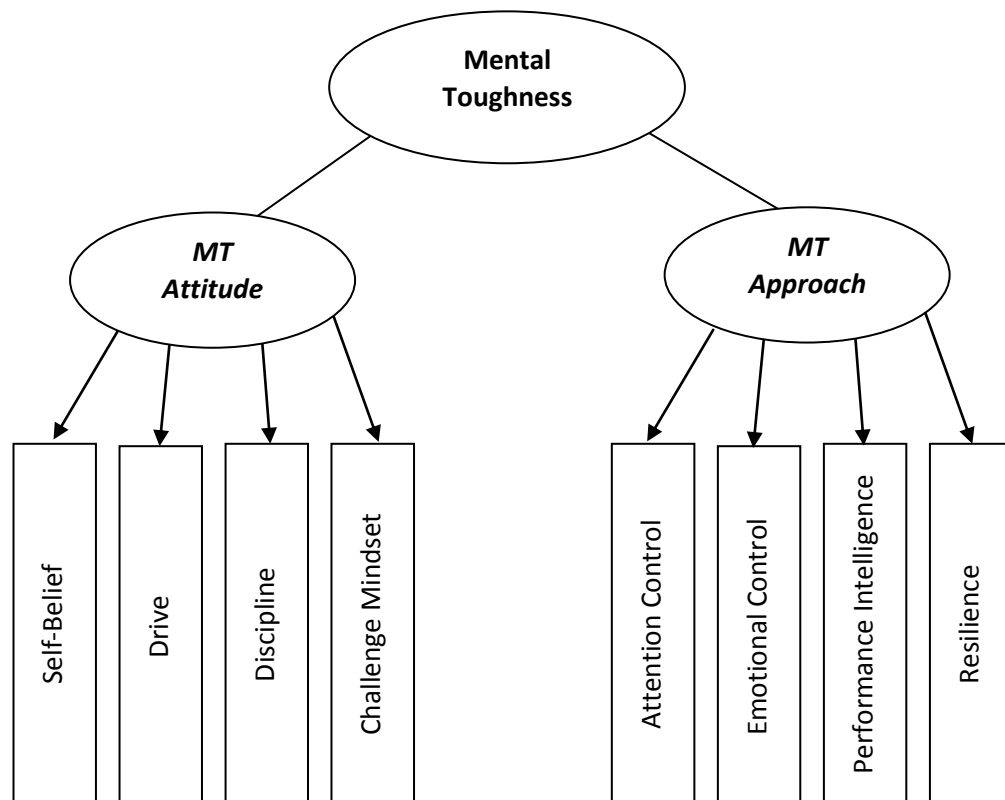 Mental
Toughness
MT
Attitude
MT
Approach
Self-Belief
Drive
Discipline
Challenge Mindset
Attention Control
Emotional Control
Performance Intelligence
Resilience